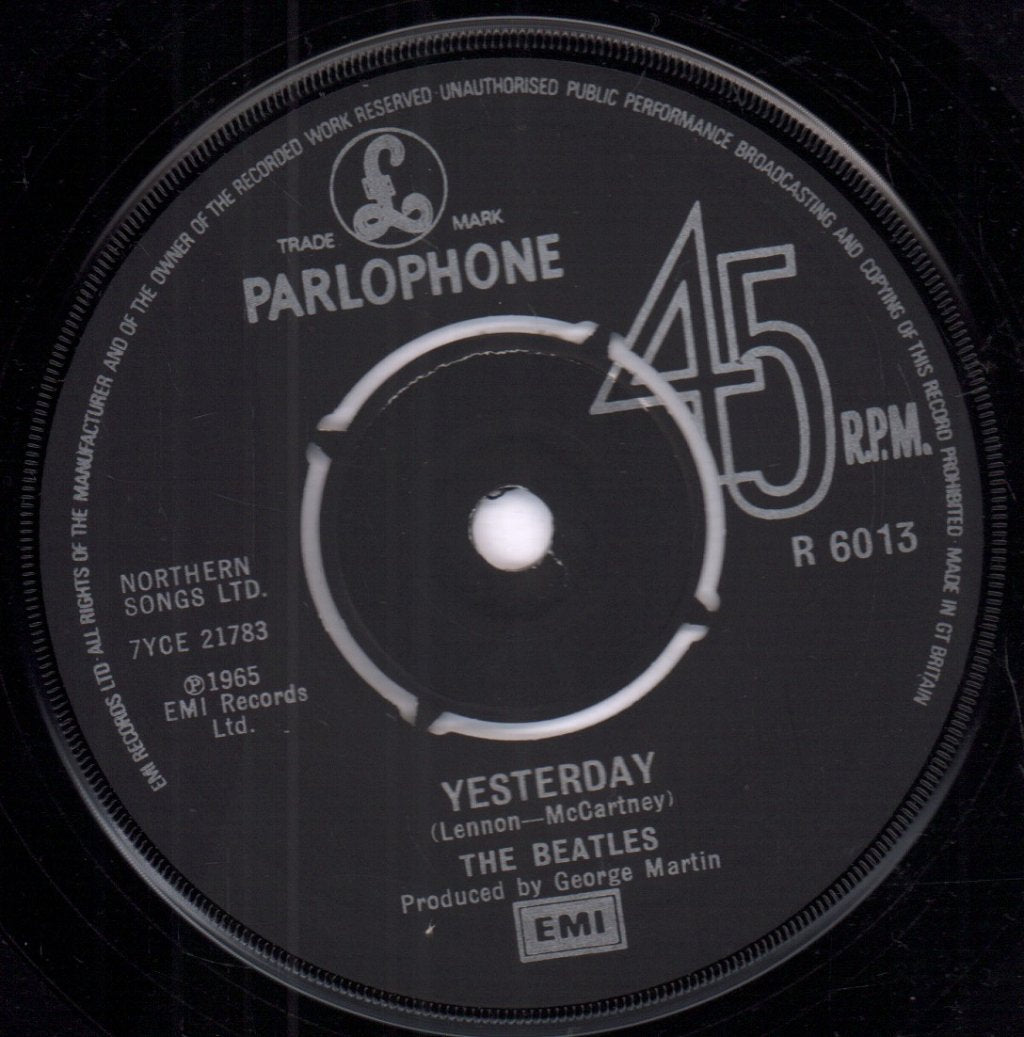 EMI RECORDS LTD · ALL RIGHTS OF THE MANUFACTURER AND OF THE OWNER OF THE RECORDED WORK RESERVED · UNAUTHORISED PUBLIC PERFORMANCE BROADCASTING AND COPYING OF THIS RECORD PROHIBITED · MADE IN GT BRITAIN
£
TRADE MARK
PARLOPHONE
45 R.P.M.
R 6013
NORTHERN
SONGS LTD.
7YCE 21783
℗1965
EMI Records
Ltd.
YESTERDAY
(Lennon—McCartney)
THE BEATLES
Produced by George Martin
EMI